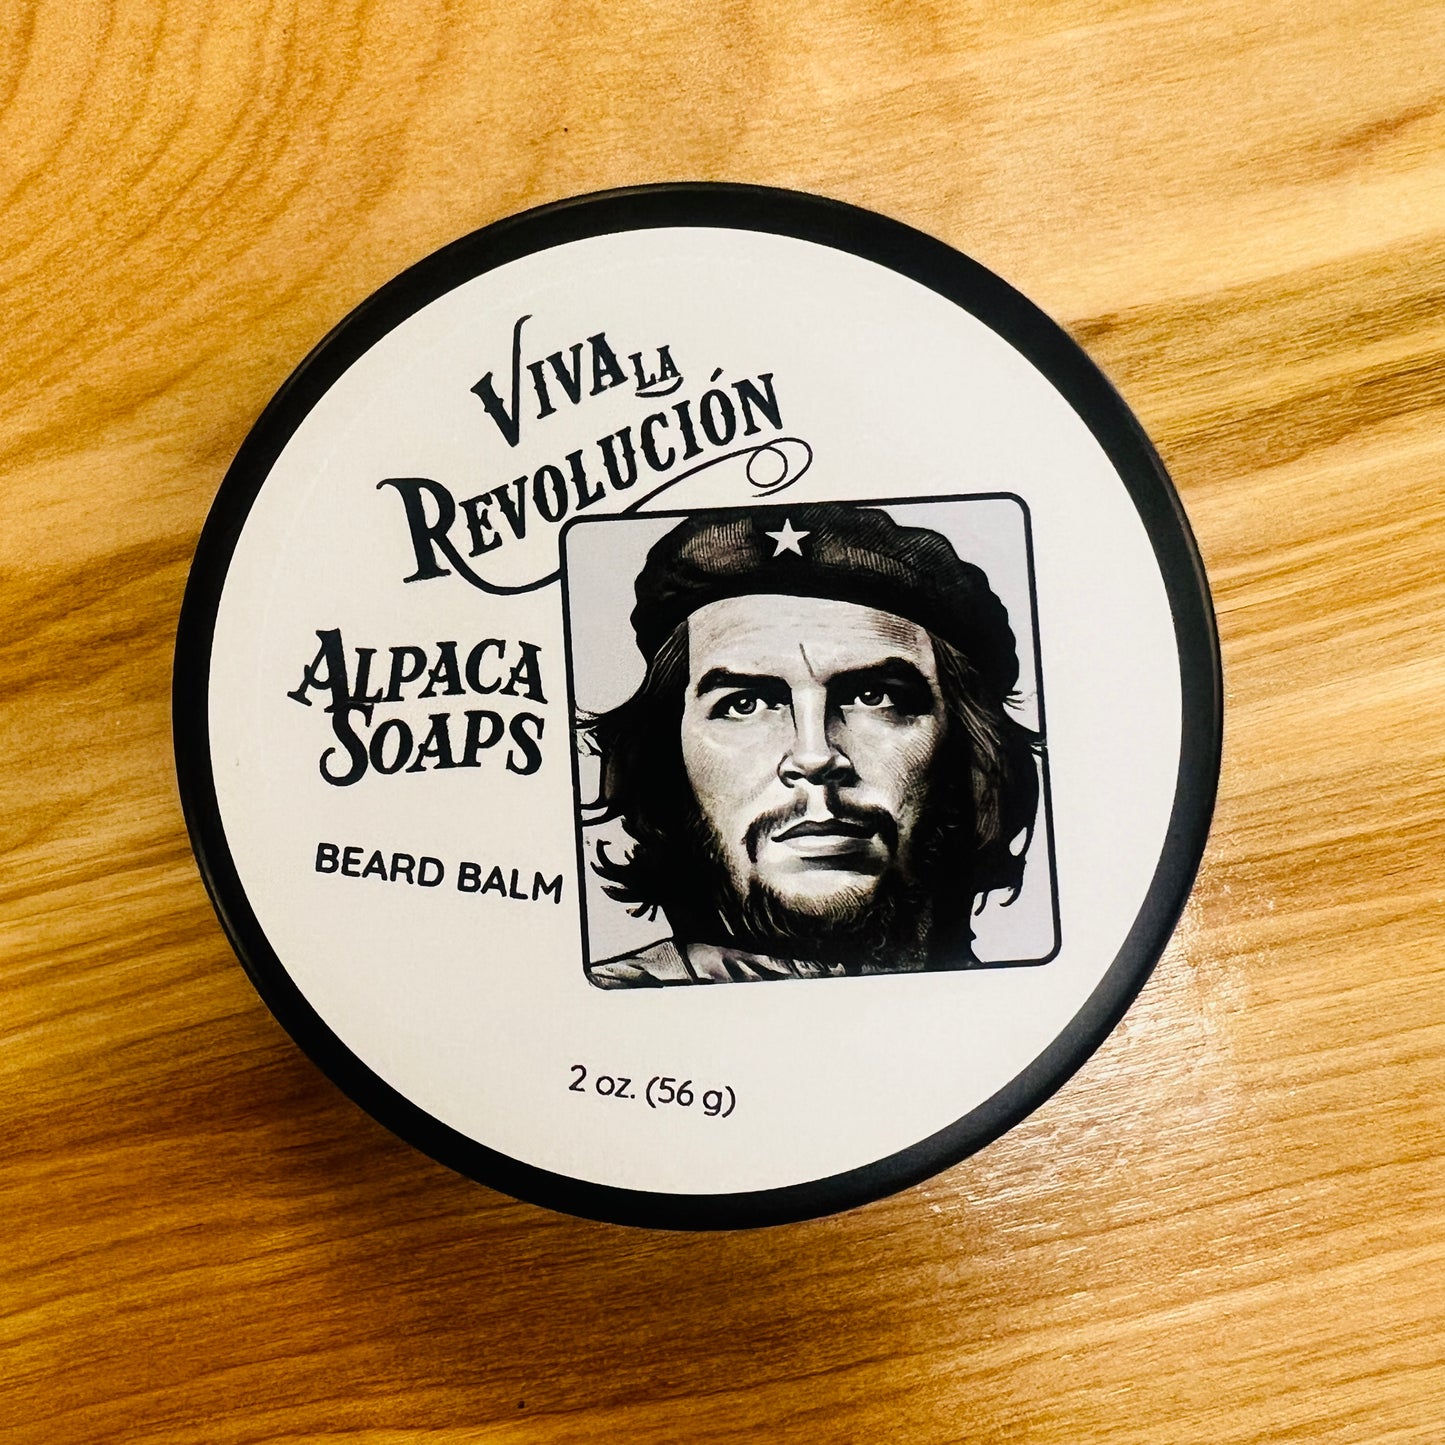 VIVA LA
REVOLUCIÓN
ALPACA
SOAPS
BEARD BALM
2 oz. (56 g)